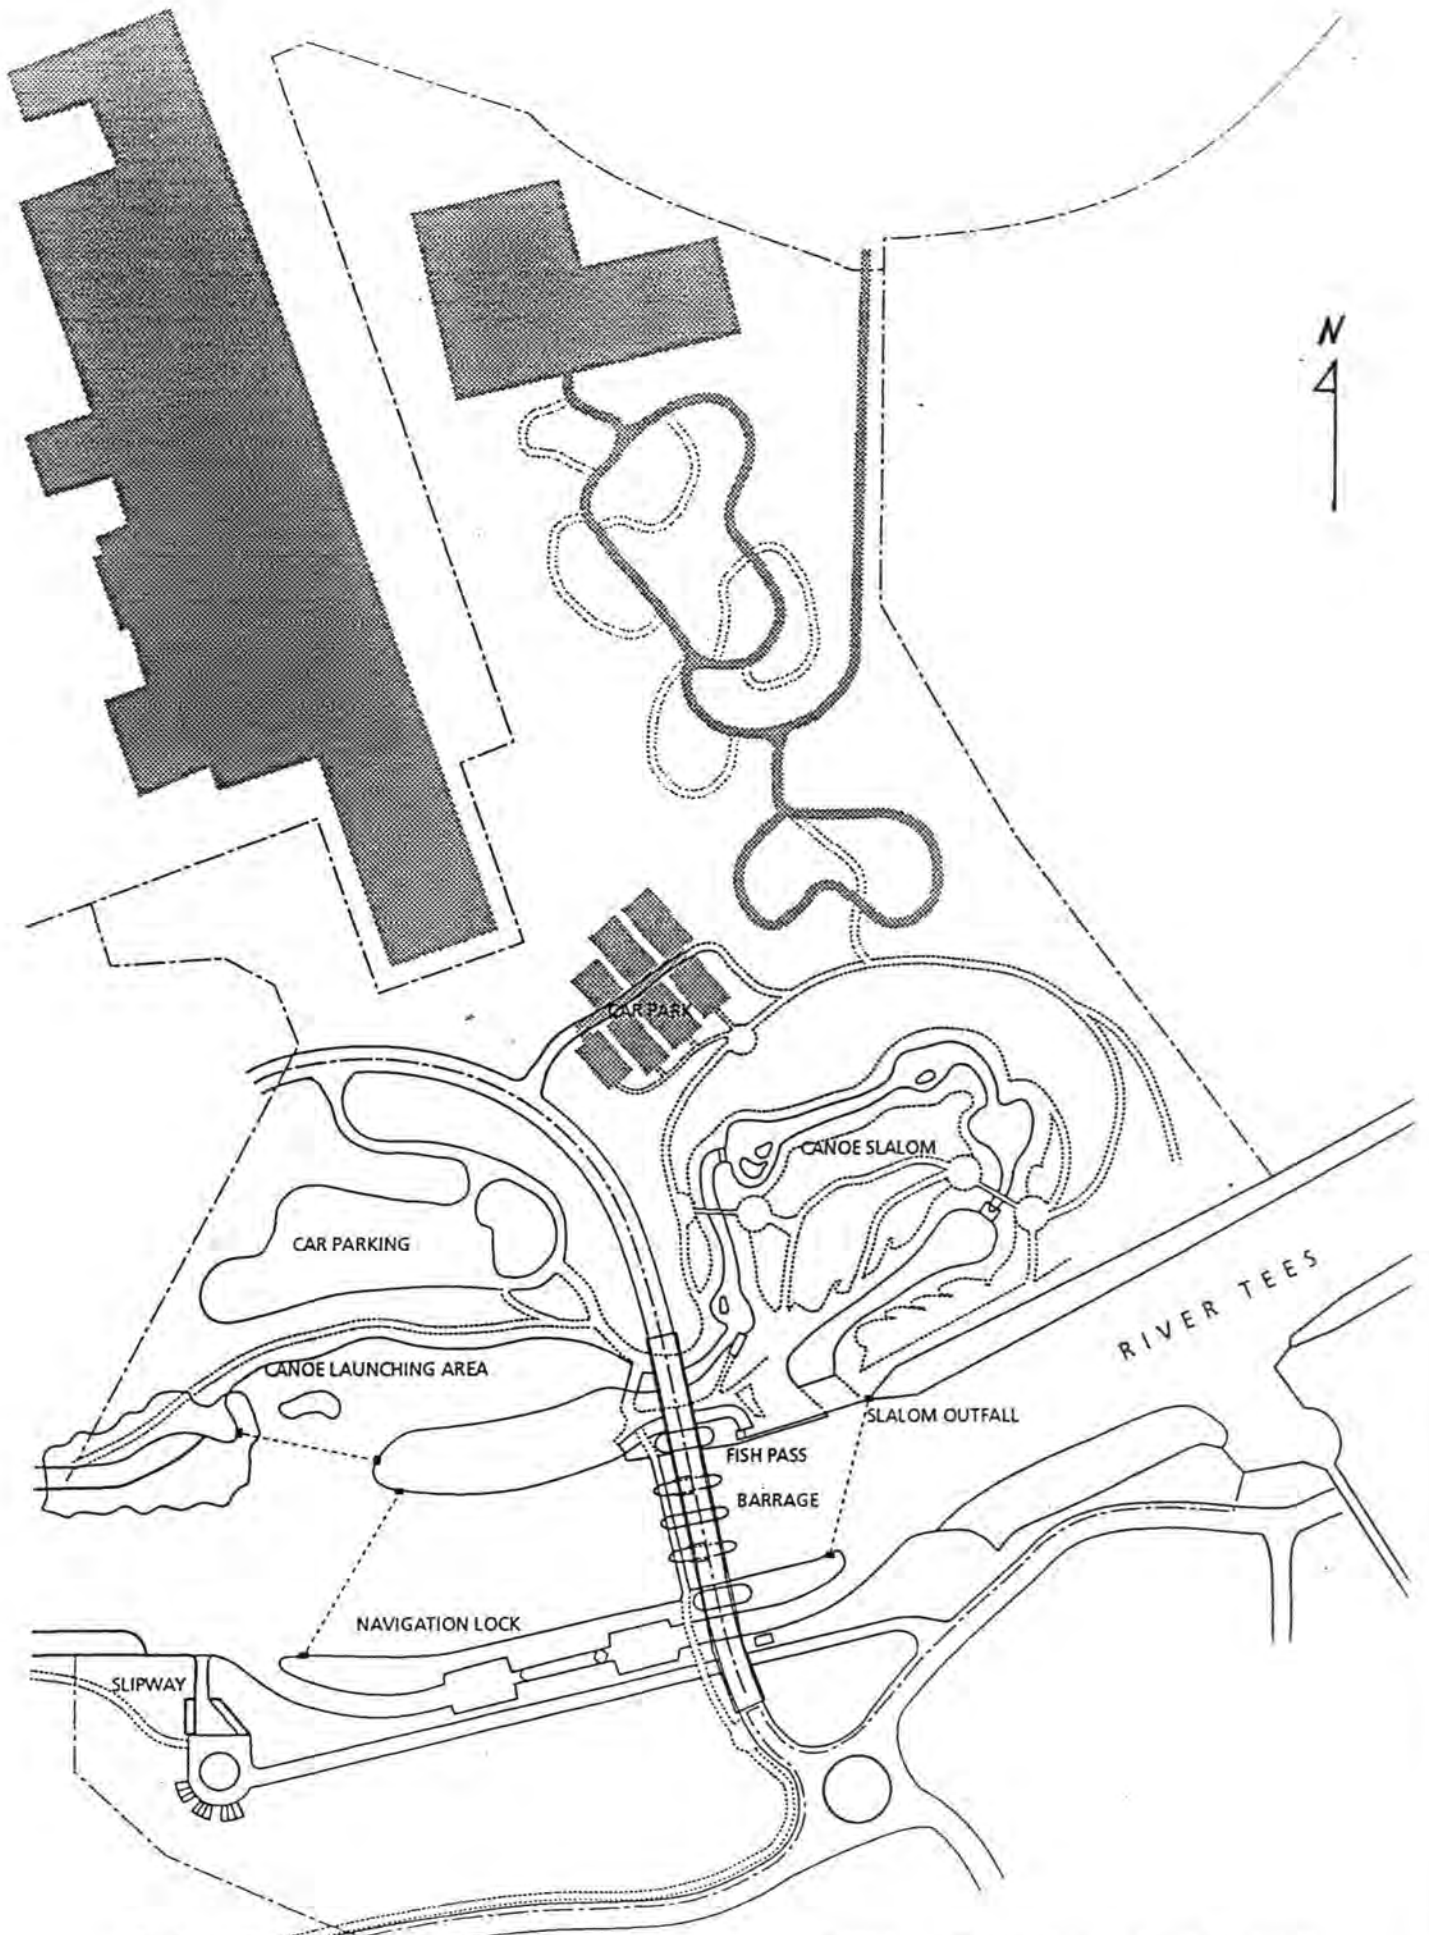 N
CAR PARK
CANOE SLALOM
CAR PARKING
RIVER TEES
CANOE LAUNCHING AREA
SLALOM OUTFALL
FISH PASS
BARRAGE
NAVIGATION LOCK
SLIPWAY